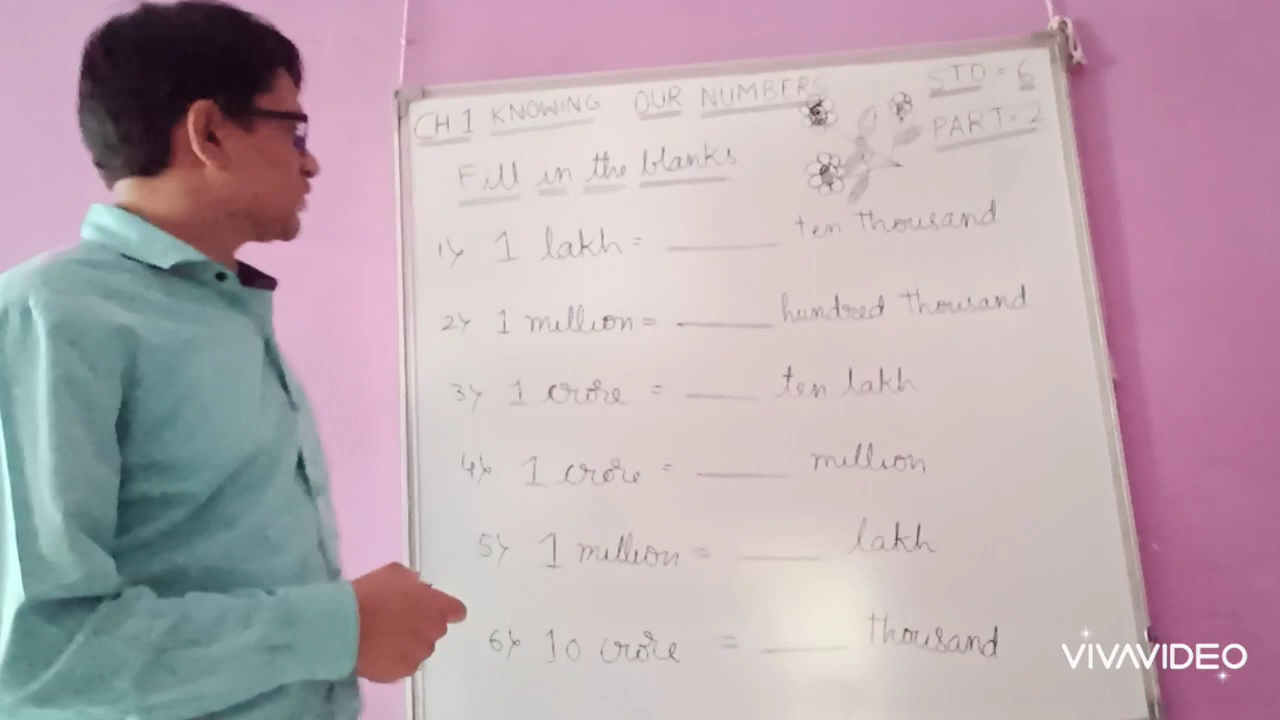 CH 1 KNOWING OUR NUMBERS
STD = 6
PART = 2
Fill in the blanks
1) 1 lakh = ______ ten thousand
2) 1 million = ______ hundred thousand
3) 1 crore = ______ ten lakh
4) 1 crore = ______ million
5) 1 million = ______ lakh
6) 10 crore = ______ thousand
VIVAVIDEO